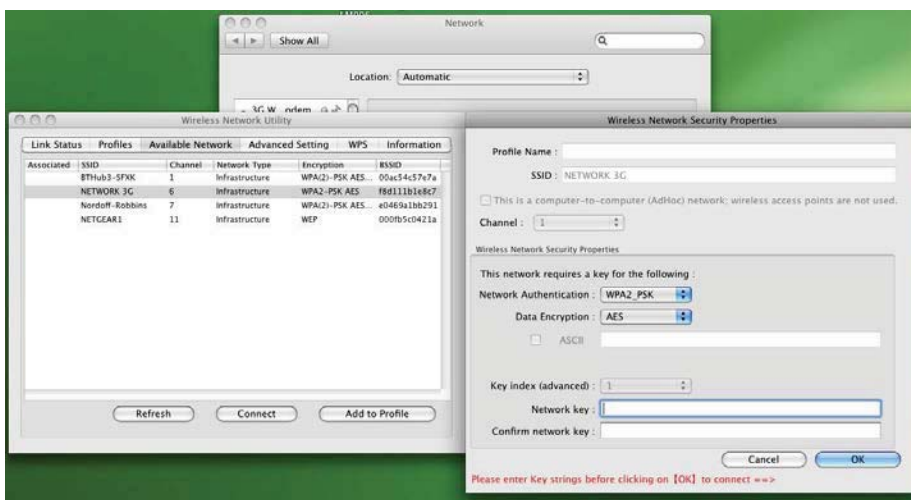 Network
Show All
Location: Automatic
Wireless Network Utility
Link Status Profiles Available Network Advanced Setting WPS Information
Associated SSID Channel Network Type Encryption BSSID
BTHub3-5FXK 1 Infrastructure WPA(2)-PSK AES... 00ac54c57e7a
NETWORK 3G 6 Infrastructure WPA2-PSK AES f8d111b1e8c7
Nordoff-Robbins 7 Infrastructure WPA(2)-PSK AES... e0469a1bb291
NETGEAR1 11 Infrastructure WEP 000fb5c0421a
Refresh Connect Add to Profile
Wireless Network Security Properties
Profile Name :
SSID : NETWORK 3G
This is a computer-to-computer (AdHoc) network; wireless access points are not used.
Channel : 1
Wireless Network Security Properties
This network requires a key for the following :
Network Authentication : WPA2_PSK
Data Encryption : AES
ASCII
Key index (advanced) : 1
Network key :
Confirm network key :
Cancel OK
Please enter Key strings before clicking on 【OK】 to connect ==>